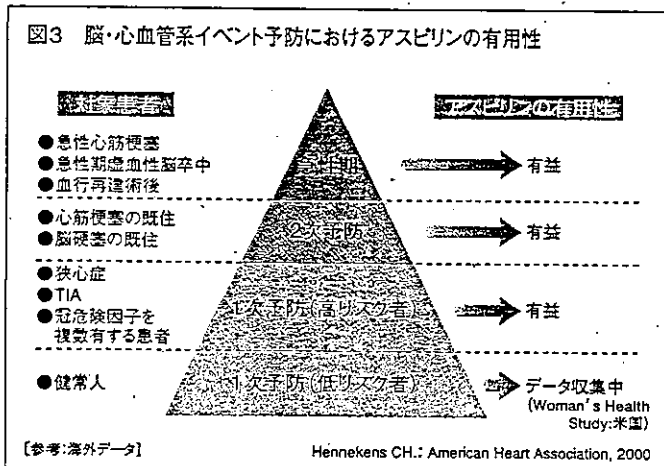 図3 脳・心血管系イベント予防におけるアスピリンの有用性
対象患者
アスピリンの有用性
●急性心筋梗塞
●急性期虚血性脳卒中
●血行再建術後
急性期
有益
●心筋梗塞の既往
●脳硬塞の既往
2次予防
有益
●狭心症
●TIA
●冠危険因子を
複数有する患者
1次予防(高リスク者)
有益
●健常人
1次予防(低リスク者)
データ収集中
(Woman's Health
Study:米国)
[参考:海外データ]
Hennekens CH.: American Heart Association, 2000